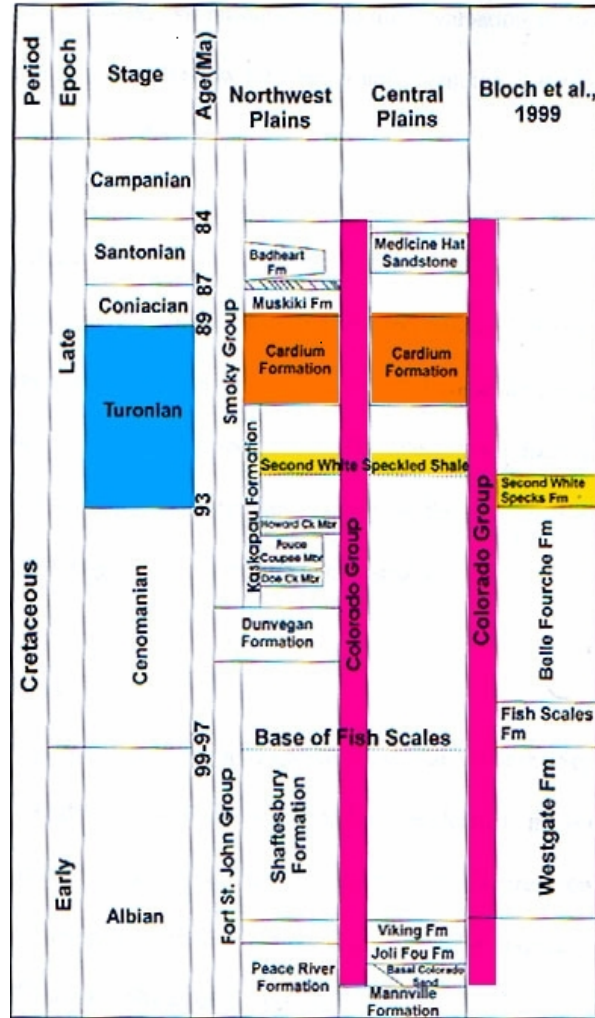 Period
Epoch
Stage
Age(Ma)
Northwest
Plains
Central
Plains
Bloch et al.,
1999
Cretaceous
Late
Early
Campanian
Santonian
Coniacian
Turonian
Cenomanian
Albian
84
87
89
93
99-97
Smoky Group
Fort St. John Group
Badheart
Fm
Muskiki Fm
Cardium
Formation
Kaskapau Formation
Second White Speckled Shale
Howard Ck Mbr
Pouce
Coupee Mbr
Doe Ck Mbr
Dunvegan
Formation
Base of Fish Scales
Shaftesbury
Formation
Peace River
Formation
Colorado Group
Medicine Hat
Sandstone
Cardium
Formation
Viking Fm
Joli Fou Fm
Basal Colorado
Sand
Mannville
Formation
Colorado Group
Second White
Specks Fm
Belle Fourche Fm
Fish Scales
Fm
Westgate Fm